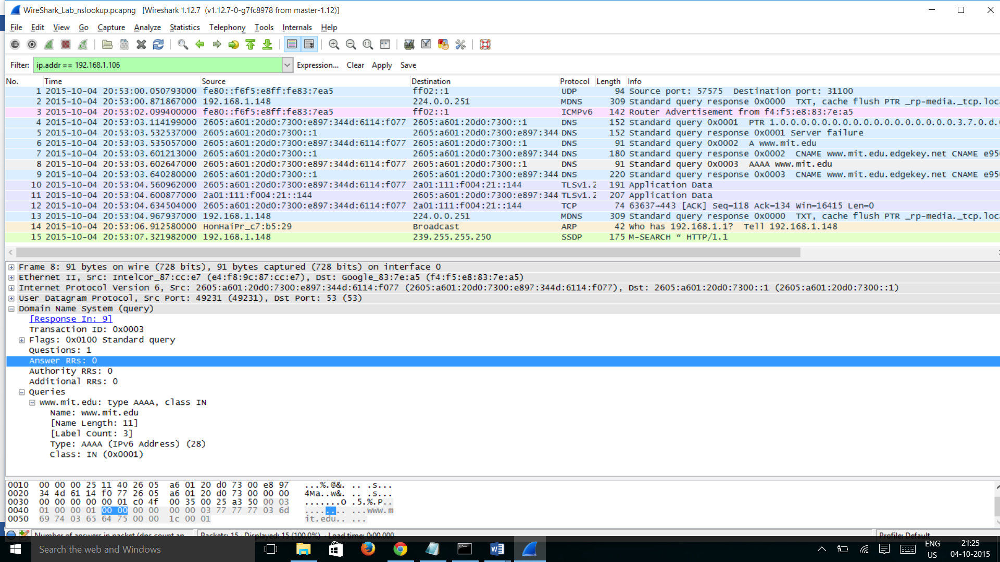 WireShark_Lab_nslookup.pcapng [Wireshark 1.12.7 (v1.12.7-0-g7fc8978 from master-1.12)]
File Edit View Go Capture Analyze Statistics Telephony Tools Internals Help
Filter: ip.addr == 192.168.1.106 Expression... Clear Apply Save
No. Time Source Destination Protocol Length Info
1 2015-10-04 20:53:00.050793000 fe80::f6f5:e8ff:fe83:7ea5 ff02::1 UDP 94 Source port: 57575 Destination port: 31100
2 2015-10-04 20:53:00.871867000 192.168.1.148 224.0.0.251 MDNS 309 Standard query response 0x0000 TXT, cache flush PTR _rp-media._tcp.loca
3 2015-10-04 20:53:02.099400000 fe80::f6f5:e8ff:fe83:7ea5 ff02::1 ICMPv6 142 Router Advertisement from f4:f5:e8:83:7e:a5
4 2015-10-04 20:53:03.114199000 2605:a601:20d0:7300:e897:344d:6114:f077 2605:a601:20d0:7300::1 DNS 152 Standard query 0x0001 PTR 1.0.0.0.0.0.0.0.0.0.0.0.0.0.0.0.0.0.3.7.0.d.
5 2015-10-04 20:53:03.532537000 2605:a601:20d0:7300::1 2605:a601:20d0:7300:e897:344 DNS 152 Standard query response 0x0001 Server failure
6 2015-10-04 20:53:03.535057000 2605:a601:20d0:7300:e897:344d:6114:f077 2605:a601:20d0:7300::1 DNS 91 Standard query 0x0002 A www.mit.edu
7 2015-10-04 20:53:03.601213000 2605:a601:20d0:7300::1 2605:a601:20d0:7300:e897:344 DNS 180 Standard query response 0x0002 CNAME www.mit.edu.edgekey.net CNAME e95
8 2015-10-04 20:53:03.602647000 2605:a601:20d0:7300:e897:344d:6114:f077 2605:a601:20d0:7300::1 DNS 91 Standard query 0x0003 AAAA www.mit.edu
9 2015-10-04 20:53:03.640280000 2605:a601:20d0:7300::1 2605:a601:20d0:7300:e897:344 DNS 220 Standard query response 0x0003 CNAME www.mit.edu.edgekey.net CNAME e95
10 2015-10-04 20:53:04.560962000 2605:a601:20d0:7300:e897:344d:6114:f077 2a01:111:f004:21::144 TLSv1.2 191 Application Data
11 2015-10-04 20:53:04.600877000 2a01:111:f004:21::144 2605:a601:20d0:7300:e897:344 TLSv1.2 207 Application Data
12 2015-10-04 20:53:04.634504000 2605:a601:20d0:7300:e897:344d:6114:f077 2a01:111:f004:21::144 TCP 74 63637→443 [ACK] Seq=118 Ack=134 Win=16415 Len=0
13 2015-10-04 20:53:04.967937000 192.168.1.148 224.0.0.251 MDNS 309 Standard query response 0x0000 TXT, cache flush PTR _rp-media._tcp.loca
14 2015-10-04 20:53:06.912580000 HonHaiPr_c7:b5:29 Broadcast ARP 42 Who has 192.168.1.1? Tell 192.168.1.148
15 2015-10-04 20:53:07.321982000 192.168.1.148 239.255.255.250 SSDP 175 M-SEARCH * HTTP/1.1
Frame 8: 91 bytes on wire (728 bits), 91 bytes captured (728 bits) on interface 0
Ethernet II, Src: IntelCor_87:cc:e7 (e4:f8:9c:87:cc:e7), Dst: Google_83:7e:a5 (f4:f5:e8:83:7e:a5)
Internet Protocol Version 6, Src: 2605:a601:20d0:7300:e897:344d:6114:f077 (2605:a601:20d0:7300:e897:344d:6114:f077), Dst: 2605:a601:20d0:7300::1 (2605:a601:20d0:7300::1)
User Datagram Protocol, Src Port: 49231 (49231), Dst Port: 53 (53)
Domain Name System (query)
[Response In: 9]
Transaction ID: 0x0003
Flags: 0x0100 Standard query
Questions: 1
Answer RRs: 0
Authority RRs: 0
Additional RRs: 0
Queries
www.mit.edu: type AAAA, class IN
Name: www.mit.edu
[Name Length: 11]
[Label Count: 3]
Type: AAAA (IPv6 Address) (28)
Class: IN (0x0001)
0010 00 00 00 25 11 40 26 05 a6 01 20 d0 73 00 e8 97 ...%.@&. .. .s...
0020 34 4d 61 14 f0 77 26 05 a6 01 20 d0 73 00 00 00 4Ma..w&. .. .s...
0030 00 00 00 00 00 01 c0 4f 00 35 00 25 a3 50 00 03 .......O .5.%.P..
0040 01 00 00 01 00 00 00 00 00 00 03 77 77 77 03 6d ........ ...www.m
0050 69 74 03 65 64 75 00 00 1c 00 01 it.edu.. ...
Number of answers in packet (dns.count.an Packets: 15 · Displayed: 15 (100.0%) · Load time: 0:00.000 Profile: Default
Search the web and Windows
ENG
US
21:25
04-10-2015